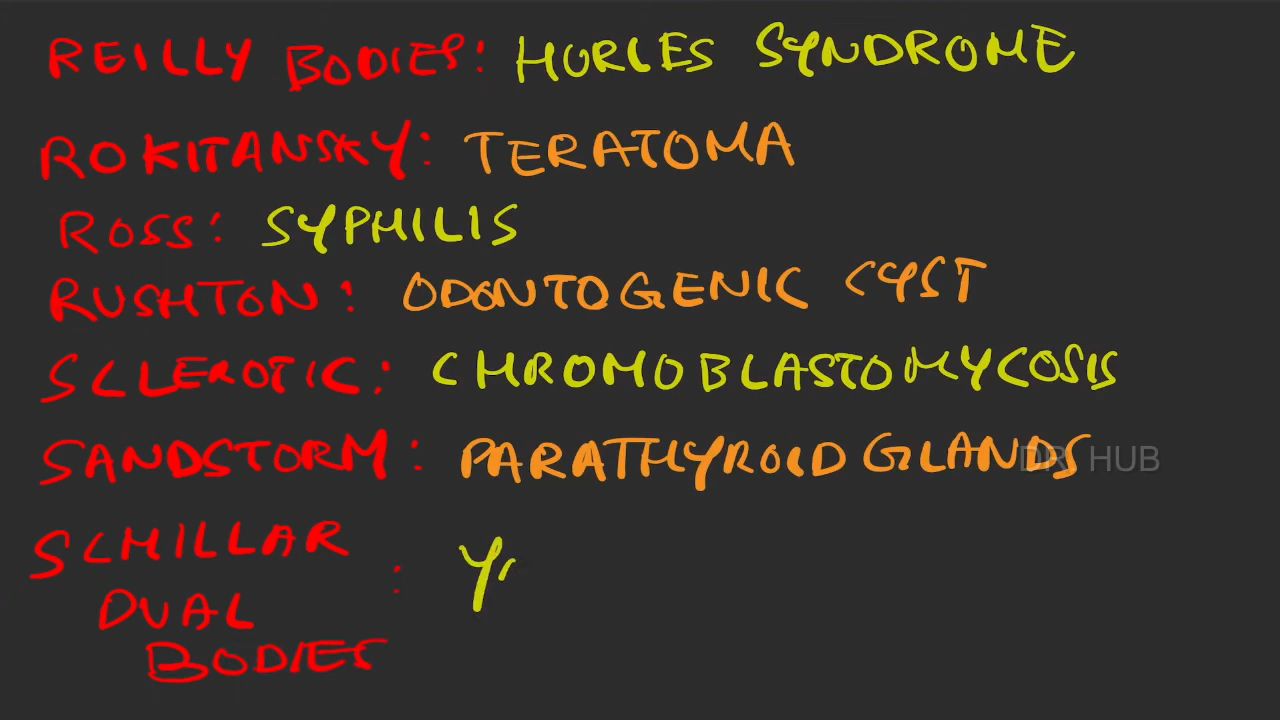 REILLY BODIES: HURLES SYNDROME
ROKITANSKY: TERATOMA
ROSS: SYPHILIS
RUSHTON: ODONTOGENIC CYST
SCLEROTIC: CHROMOBLASTOMYCOSIS
SANDSTORM: PARATHYROID GLANDS
DR. HUB
SCHILLAR
DUAL
BODIES : Y